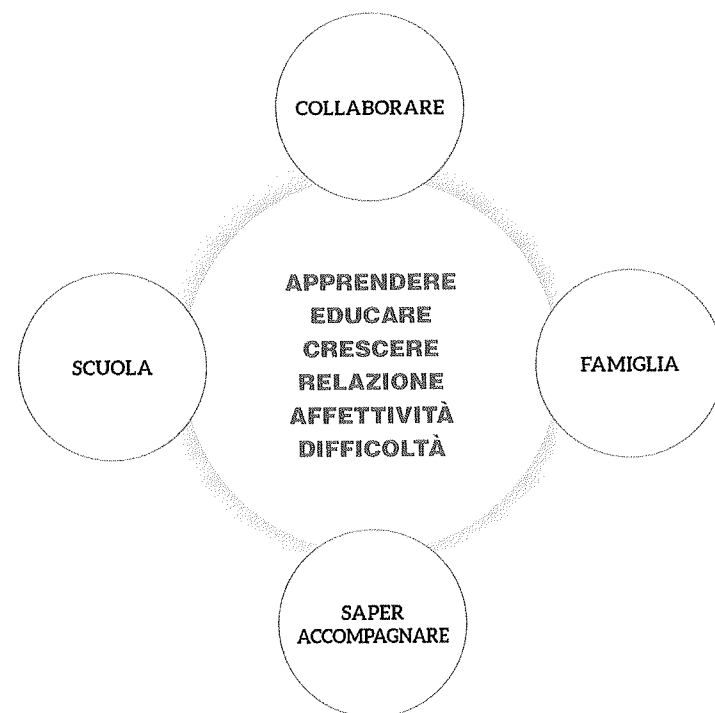 COLLABORARE
APPRENDERE
EDUCARE
CRESCERE
RELAZIONE
AFFETTIVITÀ
DIFFICOLTÀ
SCUOLA
FAMIGLIA
SAPER
ACCOMPAGNARE